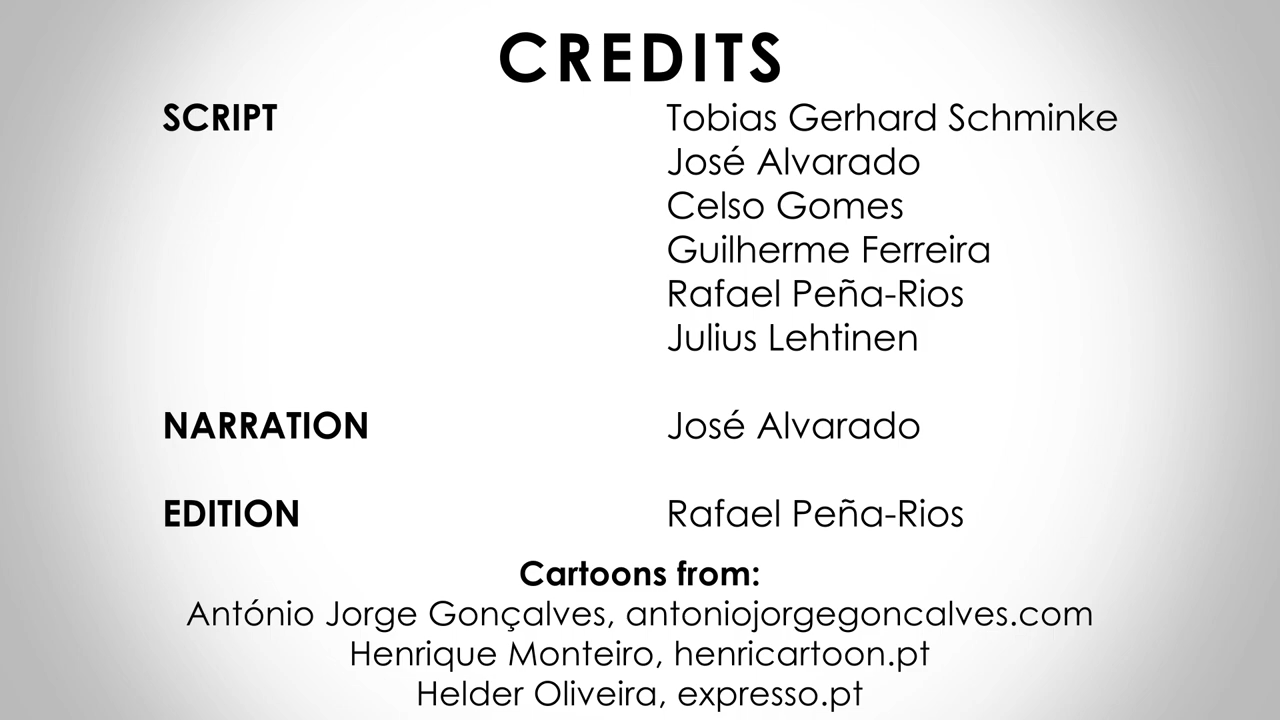 CREDITS
SCRIPT Tobias Gerhard Schminke
José Alvarado
Celso Gomes
Guilherme Ferreira
Rafael Peña-Rios
Julius Lehtinen
NARRATION José Alvarado
EDITION Rafael Peña-Rios
Cartoons from:
António Jorge Gonçalves, antoniojorgegoncalves.com
Henrique Monteiro, henricartoon.pt
Helder Oliveira, expresso.pt